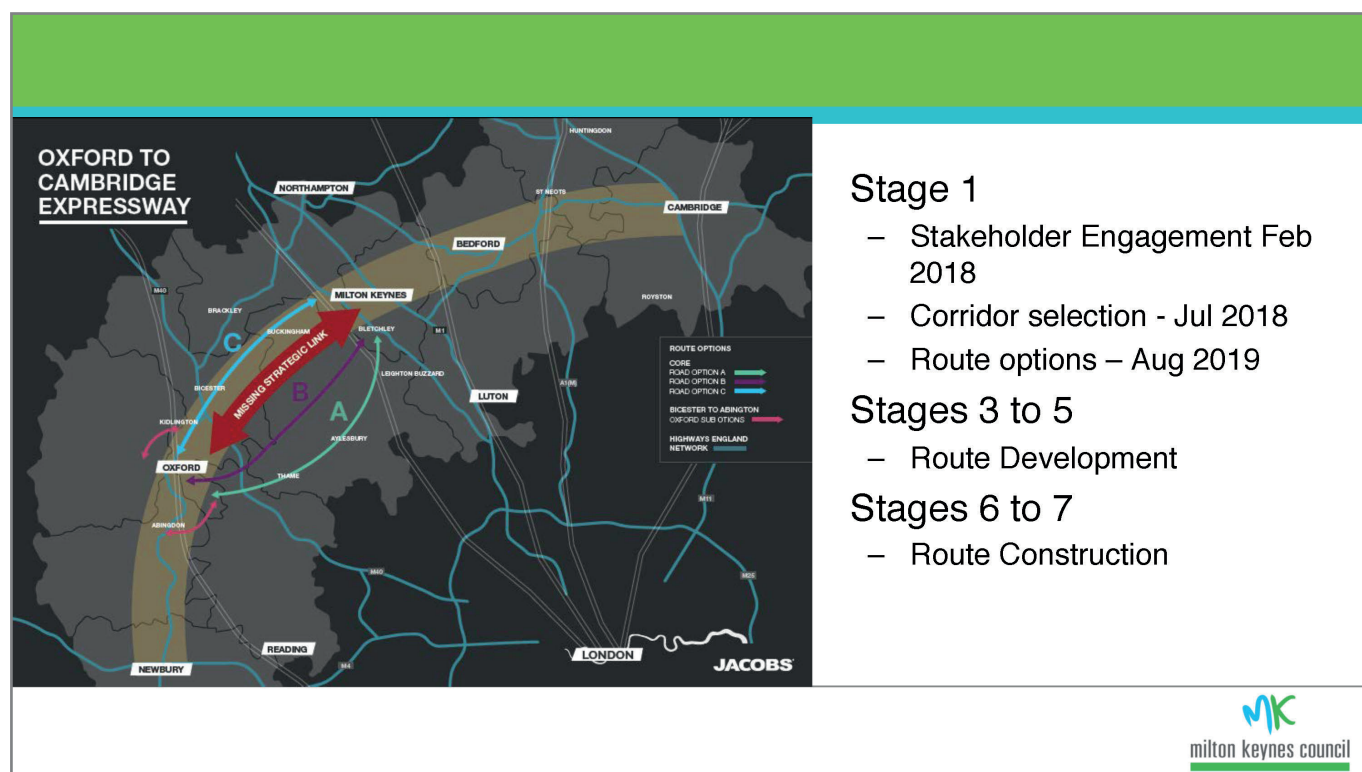 OXFORD TO
CAMBRIDGE
EXPRESSWAY
HUNTINGDON
NORTHAMPTON
ST NEOTS
CAMBRIDGE
BEDFORD
M40
MILTON KEYNES
ROYSTON
BRACKLEY
BUCKINGHAM
BLETCHLEY
M1
C
MISSING STRATEGIC LINK
LEIGHTON BUZZARD
A1(M)
BICESTER
B
LUTON
A
KIDLINGTON
AYLESBURY
OXFORD
THAME
M11
ABINGDON
M40
M25
READING
LONDON
NEWBURY
M4
ROUTE OPTIONS
CORE
ROAD OPTION A
ROAD OPTION B
ROAD OPTION C
BICESTER TO ABINGTON
OXFORD SUB OTIONS
HIGHWAYS ENGLAND
NETWORK
JACOBS
Stage 1
– Stakeholder Engagement Feb
2018
– Corridor selection - Jul 2018
– Route options – Aug 2019
Stages 3 to 5
– Route Development
Stages 6 to 7
– Route Construction
MK
milton keynes council